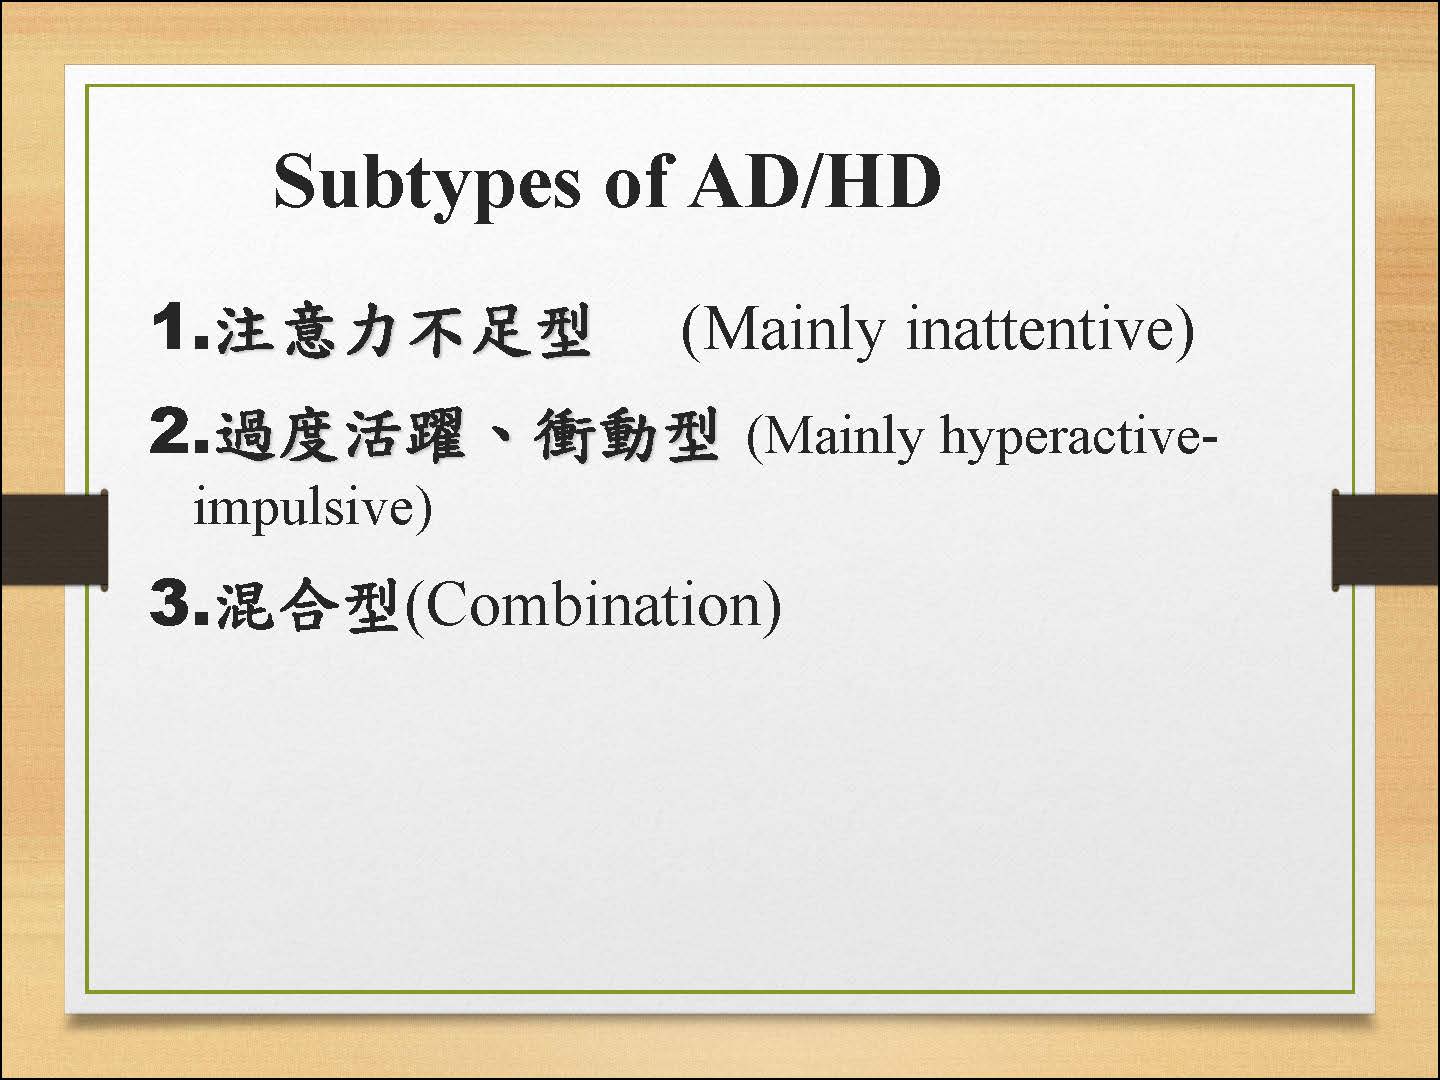 Subtypes of AD/HD
1.注意力不足型 (Mainly inattentive)
2.過度活躍、衝動型 (Mainly hyperactive-
impulsive)
3.混合型(Combination)